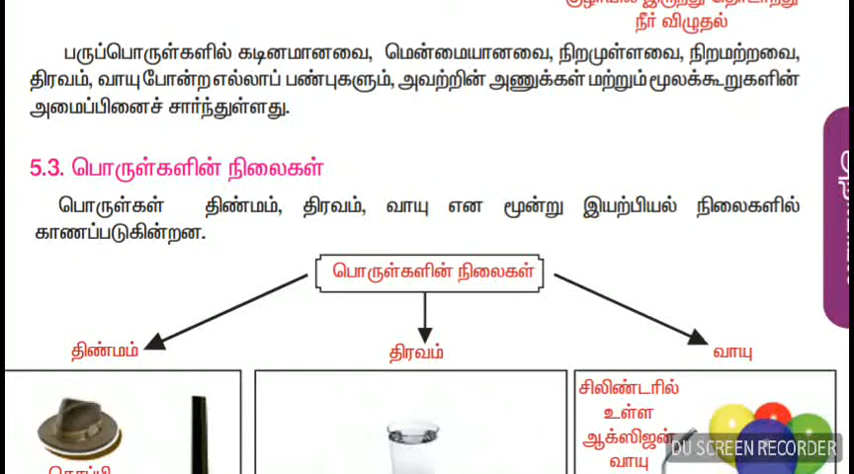 நீர் விழுதல்
பருப்பொருள்களில் கடினமானவை, மென்மையானவை, நிறமுள்ளவை, நிறமற்றவை,
திரவம், வாயு போன்ற எல்லாப் பண்புகளும், அவற்றின் அணுக்கள் மற்றும் மூலக்கூறுகளின்
அமைப்பினைச் சார்ந்துள்ளது.
5.3. பொருள்களின் நிலைகள்
பொருள்கள் திண்மம், திரவம், வாயு என மூன்று இயற்பியல் நிலைகளில்
காணப்படுகின்றன.
பொருள்களின் நிலைகள்
திண்மம்
திரவம்
வாயு
சிலிண்டரில்
உள்ள
ஆக்ஸிஜன்
வாயு
DU SCREEN RECORDER